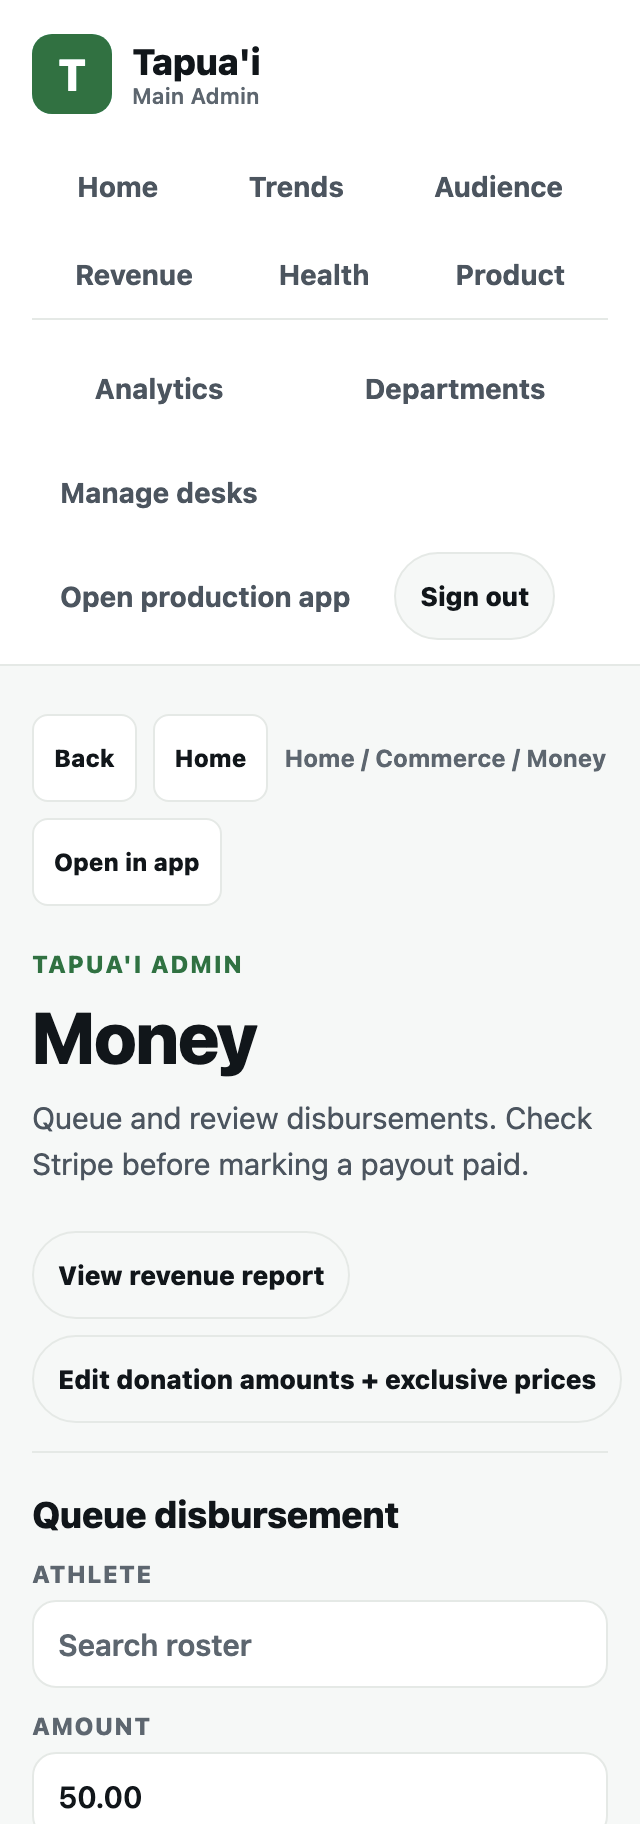 T
Tapua'i
Main Admin
Home Trends Audience
Revenue Health Product
Analytics Departments
Manage desks
Open production app Sign out
Back Home Home / Commerce / Money
Open in app
TAPUA'I ADMIN
Money
Queue and review disbursements. Check
Stripe before marking a payout paid.
View revenue report
Edit donation amounts + exclusive prices
Queue disbursement
ATHLETE
Search roster
AMOUNT
50.00